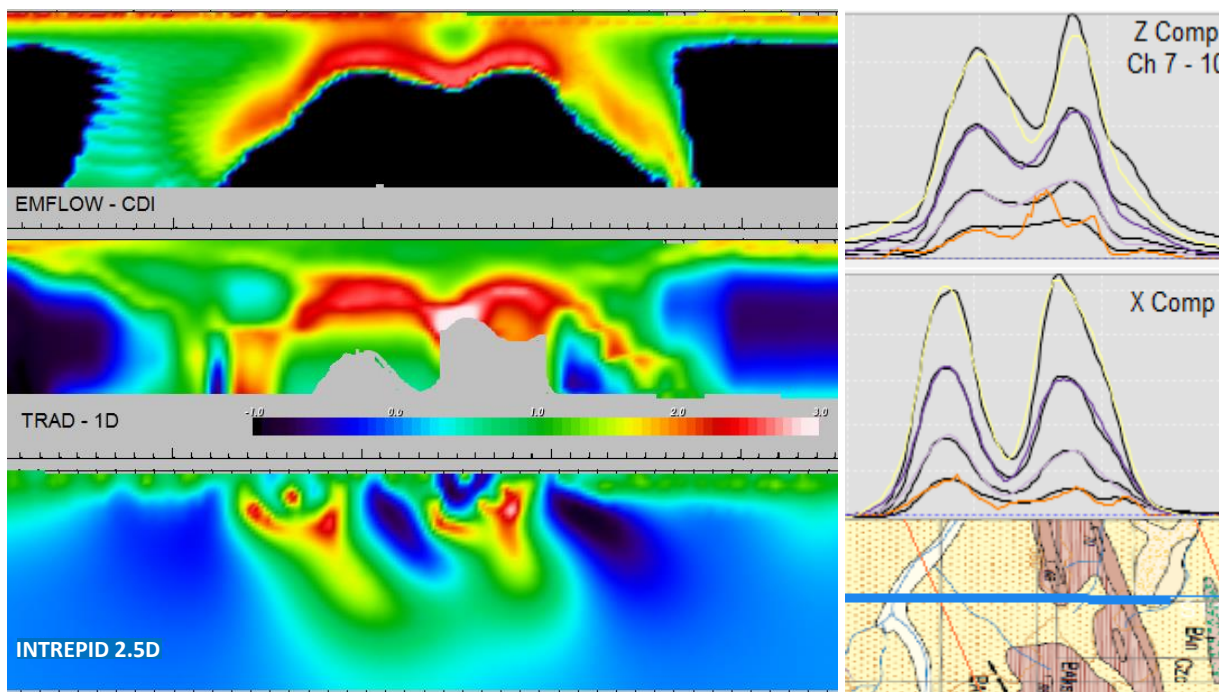 Z Comp
Ch 7 - 10
EMFLOW - CDI
X Comp
TRAD - 1D
-1.0 0.0 1.0 2.0 3.0
INTREPID 2.5D
Czc